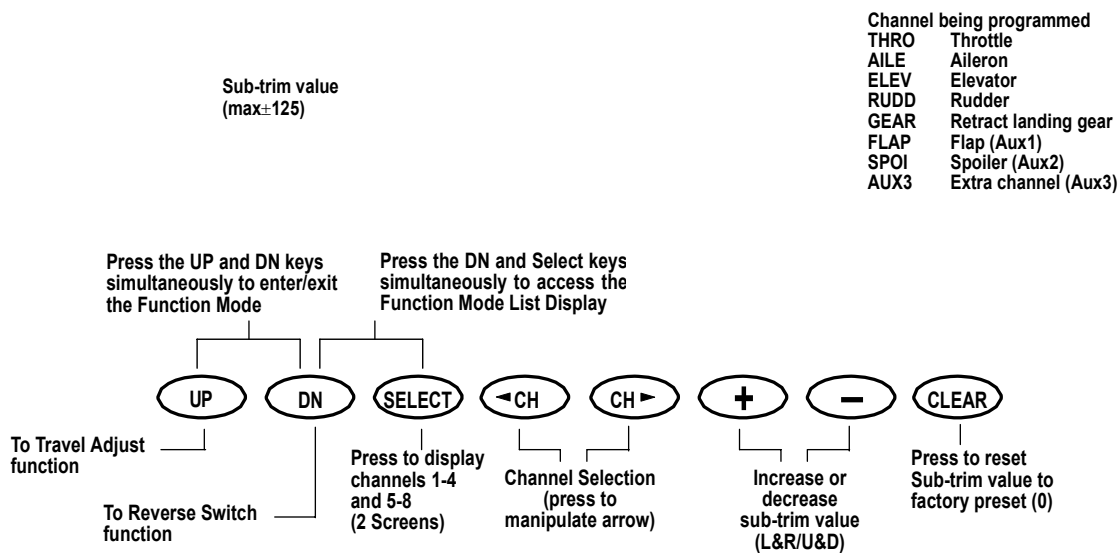 Channel being programmed
THRO Throttle
AILE Aileron
ELEV Elevator
RUDD Rudder
GEAR Retract landing gear
FLAP Flap (Aux1)
SPOI Spoiler (Aux2)
AUX3 Extra channel (Aux3)
Sub-trim value
(max±125)
Press the UP and DN keys
simultaneously to enter/exit
the Function Mode
Press the DN and Select keys
simultaneously to access the
Function Mode List Display
UP
DN
SELECT
◄CH
CH►
+
−
CLEAR
To Travel Adjust
function
To Reverse Switch
function
Press to display
channels 1-4
and 5-8
(2 Screens)
Channel Selection
(press to
manipulate arrow)
Increase or
decrease
sub-trim value
(L&R/U&D)
Press to reset
Sub-trim value to
factory preset (0)